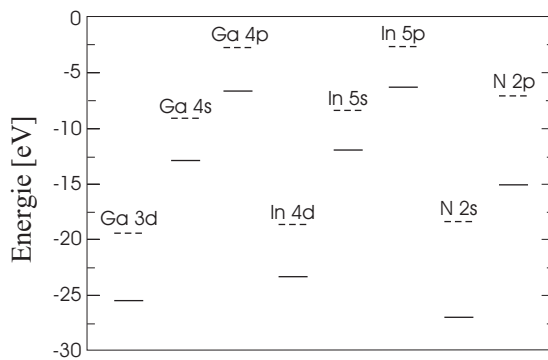 Energie [eV]
0
-5
-10
-15
-20
-25
-30
Ga 3d
Ga 4s
Ga 4p
In 4d
In 5s
In 5p
N 2s
N 2p